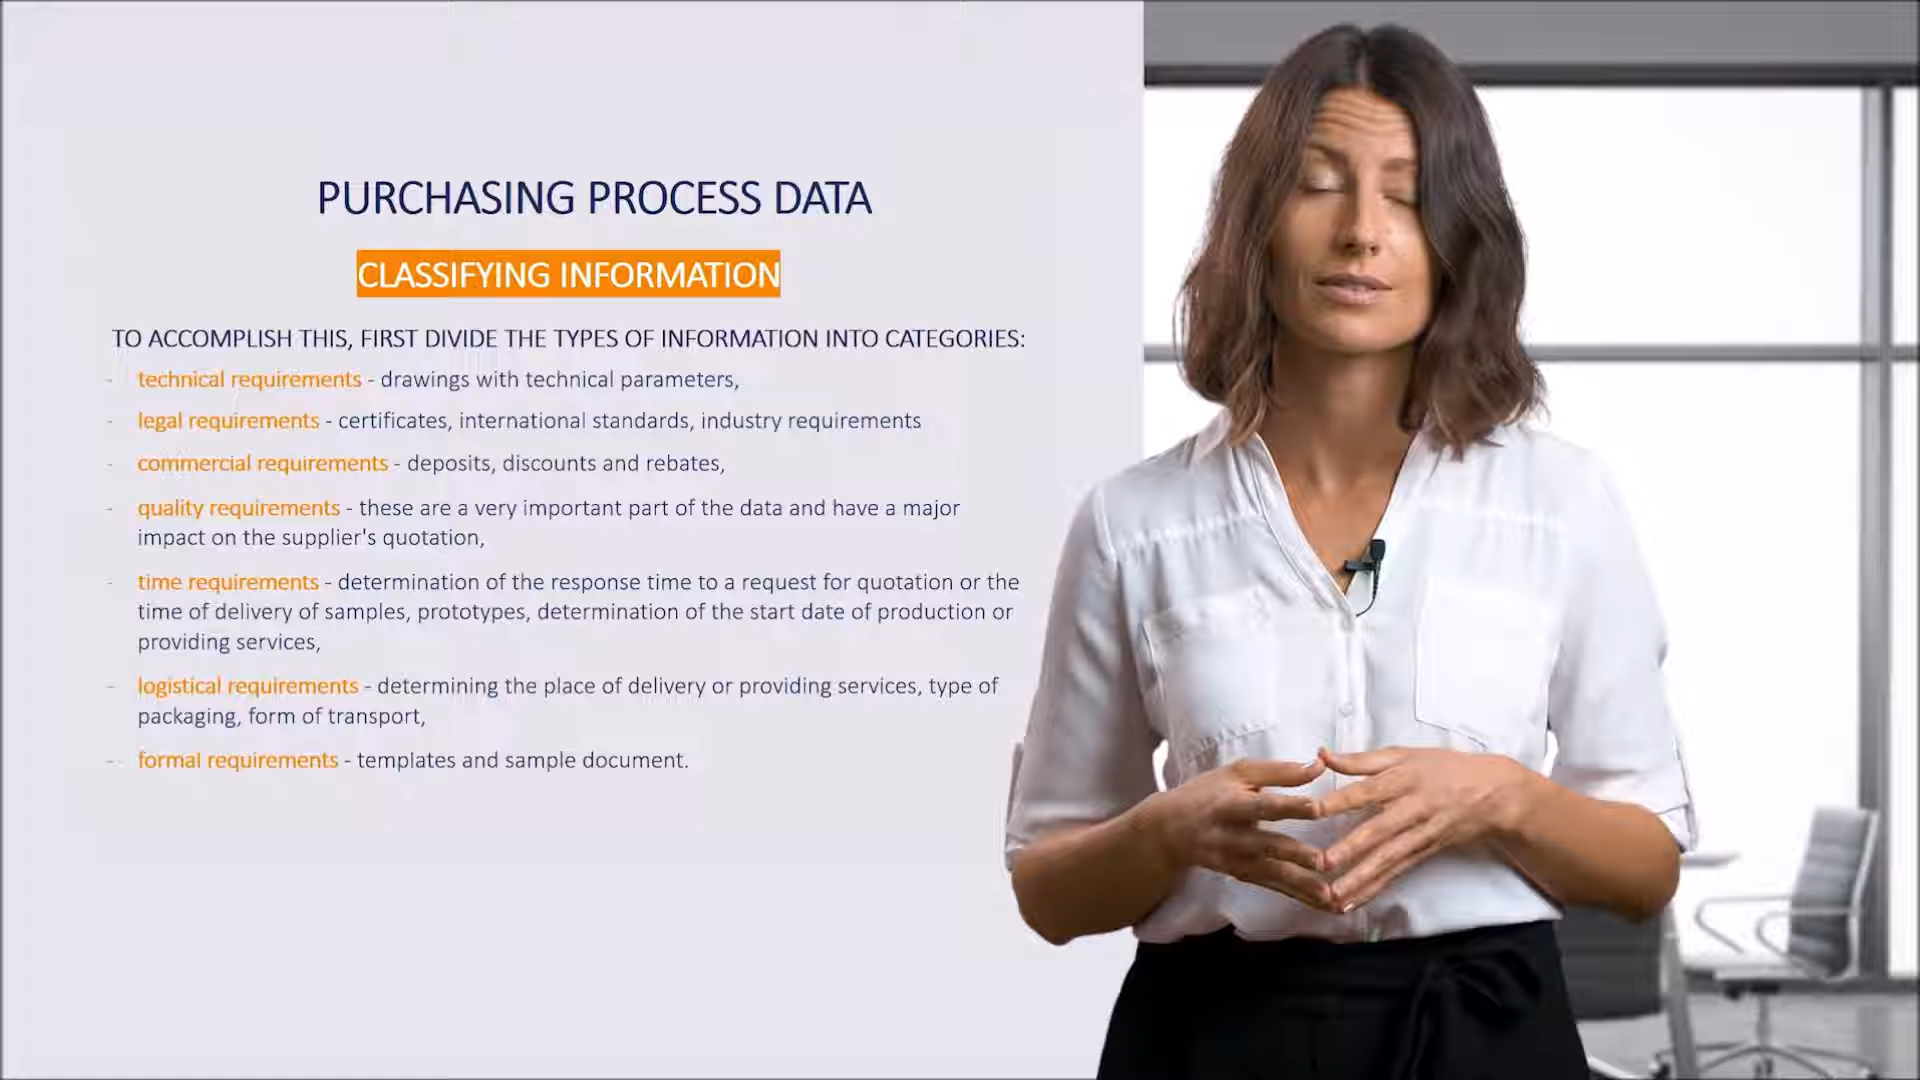 PURCHASING PROCESS DATA
CLASSIFYING INFORMATION
TO ACCOMPLISH THIS, FIRST DIVIDE THE TYPES OF INFORMATION INTO CATEGORIES:
- technical requirements - drawings with technical parameters,
- legal requirements - certificates, international standards, industry requirements
- commercial requirements - deposits, discounts and rebates,
- quality requirements - these are a very important part of the data and have a major
impact on the supplier's quotation,
- time requirements - determination of the response time to a request for quotation or the
time of delivery of samples, prototypes, determination of the start date of production or
providing services,
- logistical requirements - determining the place of delivery or providing services, type of
packaging, form of transport,
- formal requirements - templates and sample document.